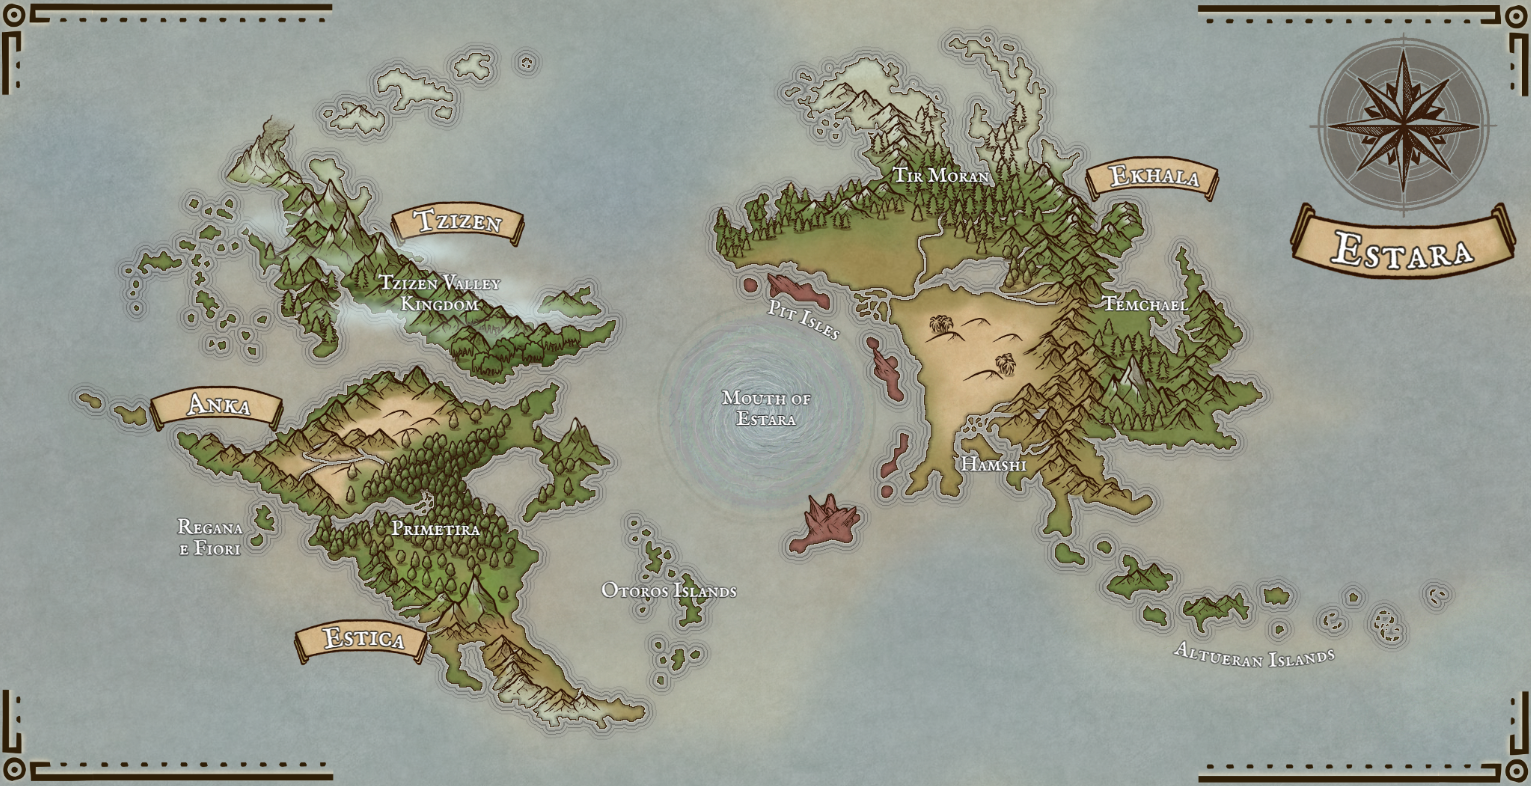 Tir Moran
Ekhala
Tzizen
Estara
Tzizen Valley
Kingdom
Temchael
Pit Isles
Mouth of
Estara
Anka
Hamshi
Regana
e Fiori
Primetira
Otoros Islands
Estica
Altueran Islands